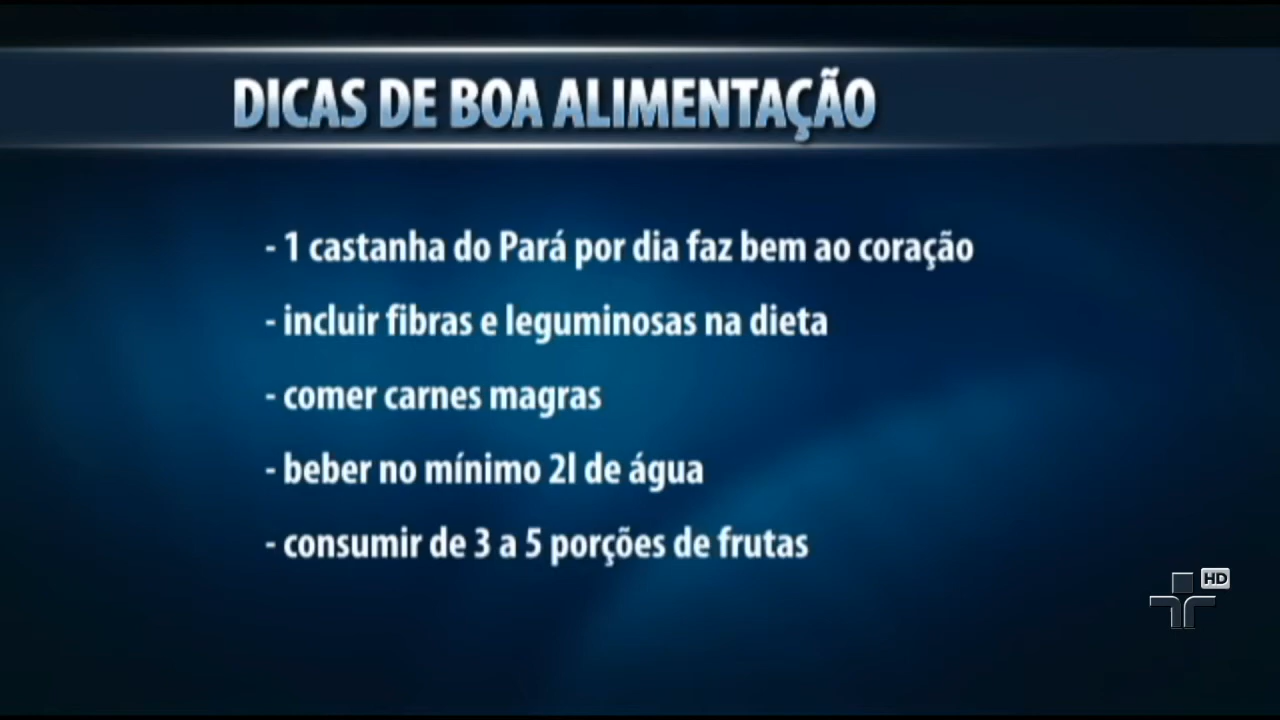 DICAS DE BOA ALIMENTAÇÃO
- 1 castanha do Pará por dia faz bem ao coração
- incluir fibras e leguminosas na dieta
- comer carnes magras
- beber no mínimo 2l de água
- consumir de 3 a 5 porções de frutas
HD